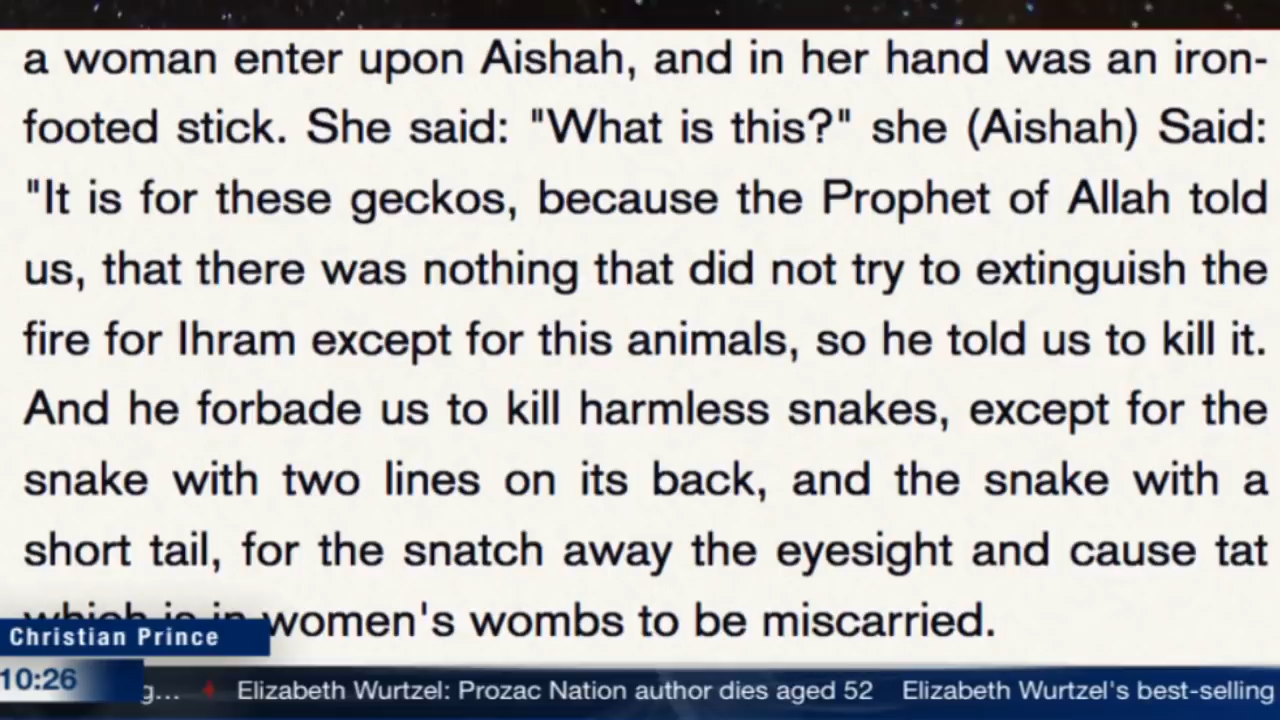 a woman enter upon Aishah, and in her hand was an iron-
footed stick. She said: "What is this?" she (Aishah) Said:
"It is for these geckos, because the Prophet of Allah told
us, that there was nothing that did not try to extinguish the
fire for Ihram except for this animals, so he told us to kill it.
And he forbade us to kill harmless snakes, except for the
snake with two lines on its back, and the snake with a
short tail, for the snatch away the eyesight and cause tat
which is in women's wombs to be miscarried.
Christian Prince
10:26
g... Elizabeth Wurtzel: Prozac Nation author dies aged 52 Elizabeth Wurtzel's best-selling